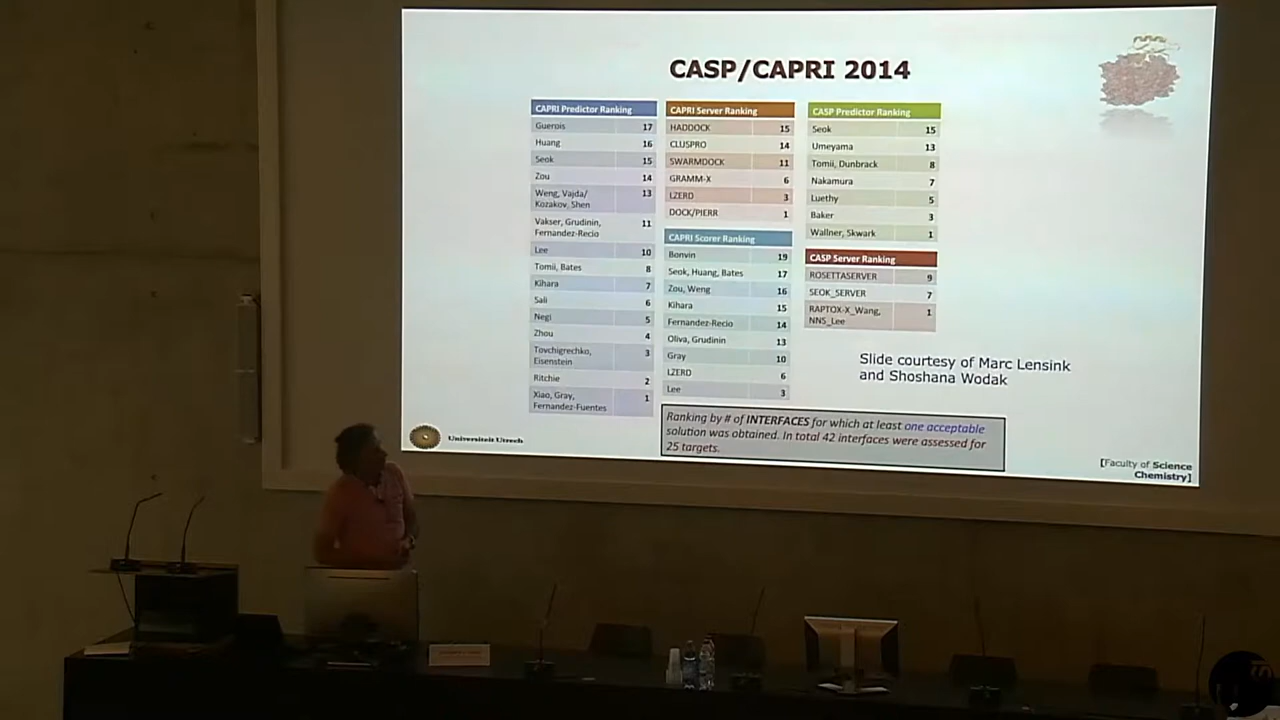 CASP/CAPRI 2014
CAPRI Predictor Ranking
Guerois 17
Huang 16
Seok 15
Zou 14
Weng, Vajda/ 13
Kozakov, Shen
Vakser, Grudinin, 11
Fernandez-Recio
Lee 10
Tomii, Bates 8
Kihara 7
Sali 6
Negi 5
Zhou 4
Tovchigrechko, 3
Eisenstein
Ritchie 2
Xiao, Gray, 1
Fernandez-Fuentes
CAPRI Server Ranking
HADDOCK 15
CLUSPRO 14
SWARMDOCK 11
GRAMM-X 6
LZERD 3
DOCK/PIERR 1
CAPRI Scorer Ranking
Bonvin 19
Seok, Huang, Bates 17
Zou, Weng 16
Kihara 15
Fernandez-Recio 14
Oliva, Grudinin 13
Gray 10
LZERD 6
Lee 3
CASP Predictor Ranking
Seok 15
Umeyama 13
Tomii, Dunbrack 8
Nakamura 7
Luethy 5
Baker 3
Wallner, Skwark 1
CASP Server Ranking
ROSETTASERVER 9
SEOK_SERVER 7
RAPTOX-X_Wang, 1
NNS_Lee
Slide courtesy of Marc Lensink
and Shoshana Wodak
Ranking by # of INTERFACES for which at least one acceptable
solution was obtained. In total 42 interfaces were assessed for
25 targets.
Universiteit Utrech
[Faculty of Science
Chemistry]